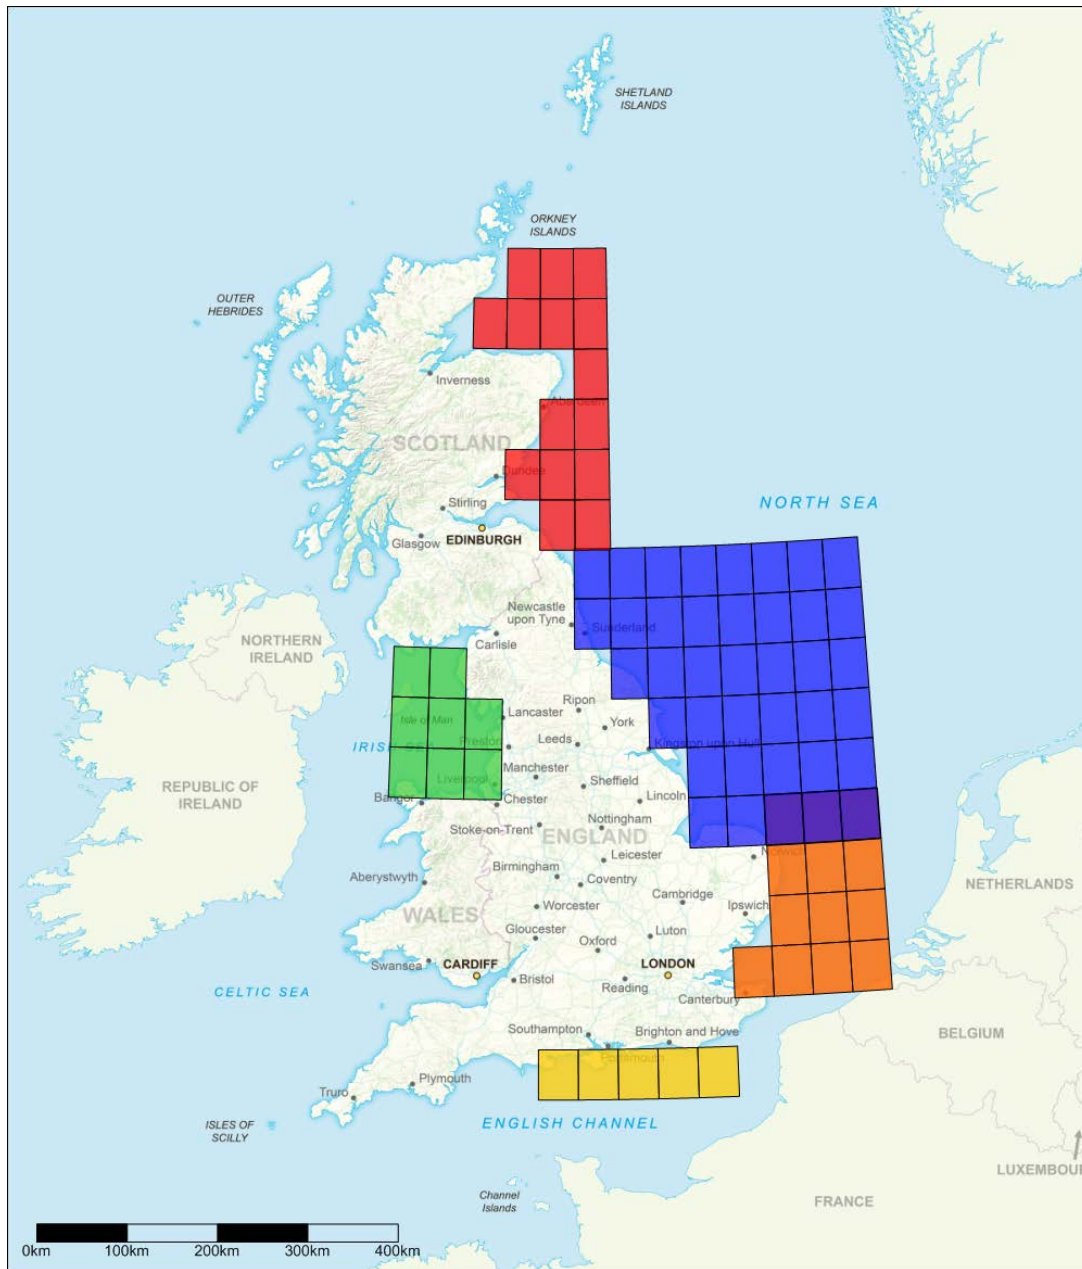 SHETLAND
ISLANDS
ORKNEY
ISLANDS
OUTER
HEBRIDES
Inverness
Aberdeen
SCOTLAND
Dundee
Stirling
NORTH SEA
Glasgow
EDINBURGH
Newcastle
upon Tyne
Sunderland
NORTHERN
IRELAND
Carlisle
Ripon
Isle of Man
Lancaster
York
IRISH SEA
Preston
Leeds
Kingston upon Hull
Manchester
REPUBLIC OF
IRELAND
Liverpool
Sheffield
Bangor
Chester
Lincoln
Stoke-on-Trent
Nottingham
ENGLAND
Norwich
Leicester
Birmingham
Aberystwyth
Coventry
NETHERLANDS
Cambridge
WALES
Worcester
Ipswich
Gloucester
Luton
Oxford
Swansea
CARDIFF
LONDON
Bristol
Reading
CELTIC SEA
Canterbury
Southampton
Brighton and Hove
BELGIUM
Portsmouth
Plymouth
Truro
ISLES OF
SCILLY
ENGLISH CHANNEL
LUXEMBOU
Channel
Islands
FRANCE
0km
100km
200km
300km
400km